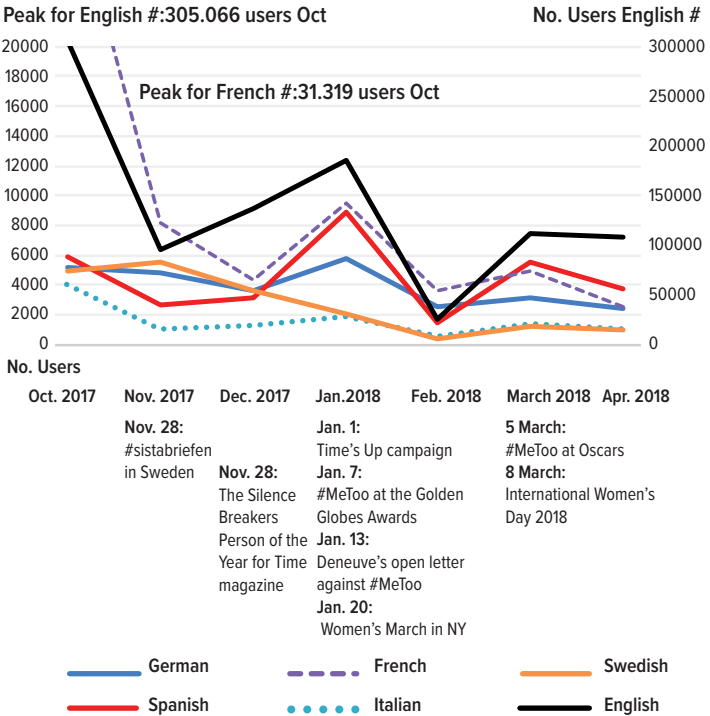 Peak for English #:305.066 users Oct
No. Users English #
20000
18000
16000
14000
12000
10000
8000
6000
4000
2000
0
Peak for French #:31.319 users Oct
300000
250000
200000
150000
100000
50000
0
No. Users
Oct. 2017 Nov. 2017 Dec. 2017 Jan.2018 Feb. 2018 March 2018 Apr. 2018
Nov. 28:
#sistabriefen
in Sweden
Nov. 28:
The Silence
Breakers
Person of the
Year for Time
magazine
Jan. 1:
Time's Up campaign
Jan. 7:
#MeToo at the Golden
Globes Awards
Jan. 13:
Deneuve's open letter
against #MeToo
Jan. 20:
Women's March in NY
5 March:
#MeToo at Oscars
8 March:
International Women's
Day 2018
German French Swedish
Spanish Italian English